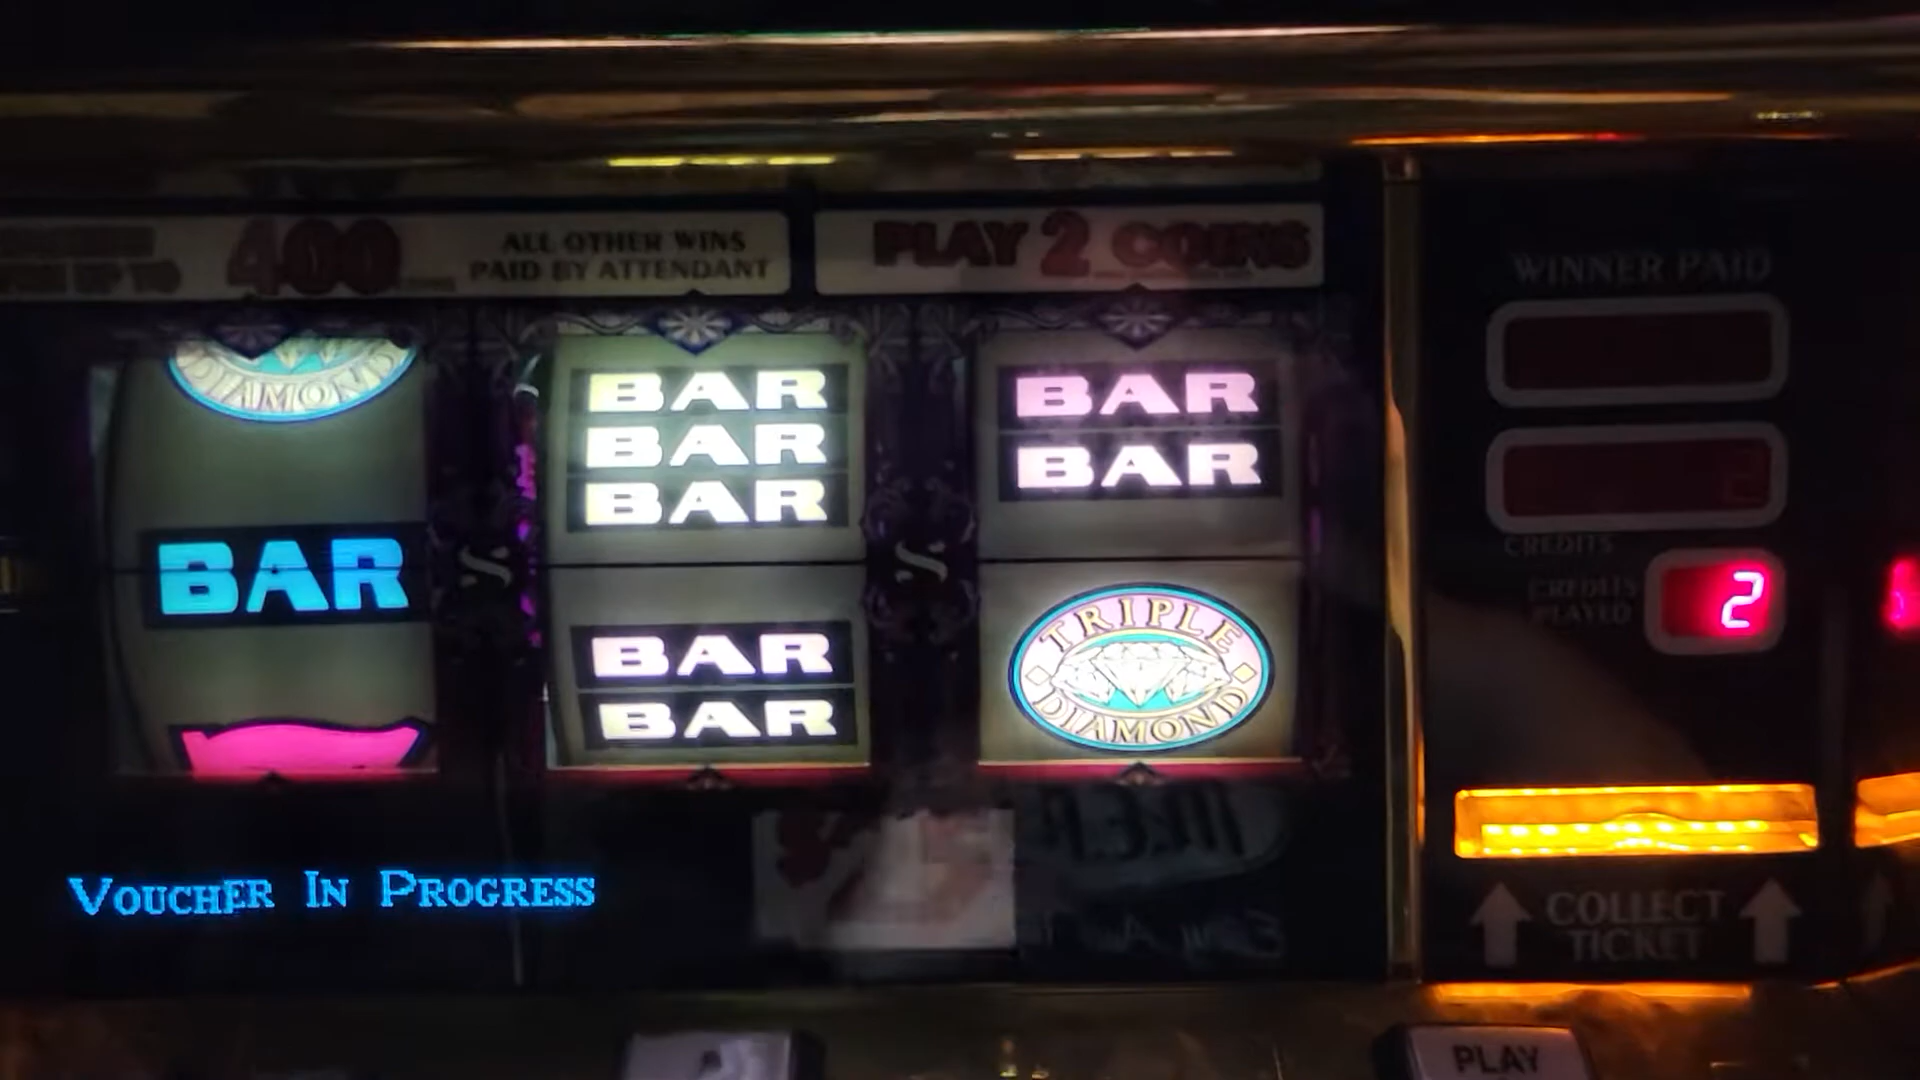 400
ALL OTHER WINS
PAID BY ATTENDANT
PLAY 2 COINS
WINNER PAID
DIAMOND
BAR
BAR
BAR
BAR
BAR
BAR
BAR
BAR
TRIPLE
DIAMOND
CREDITS
CREDITS
PLAYED
2
VOUCHER IN PROGRESS
COLLECT
TICKET
PLAY